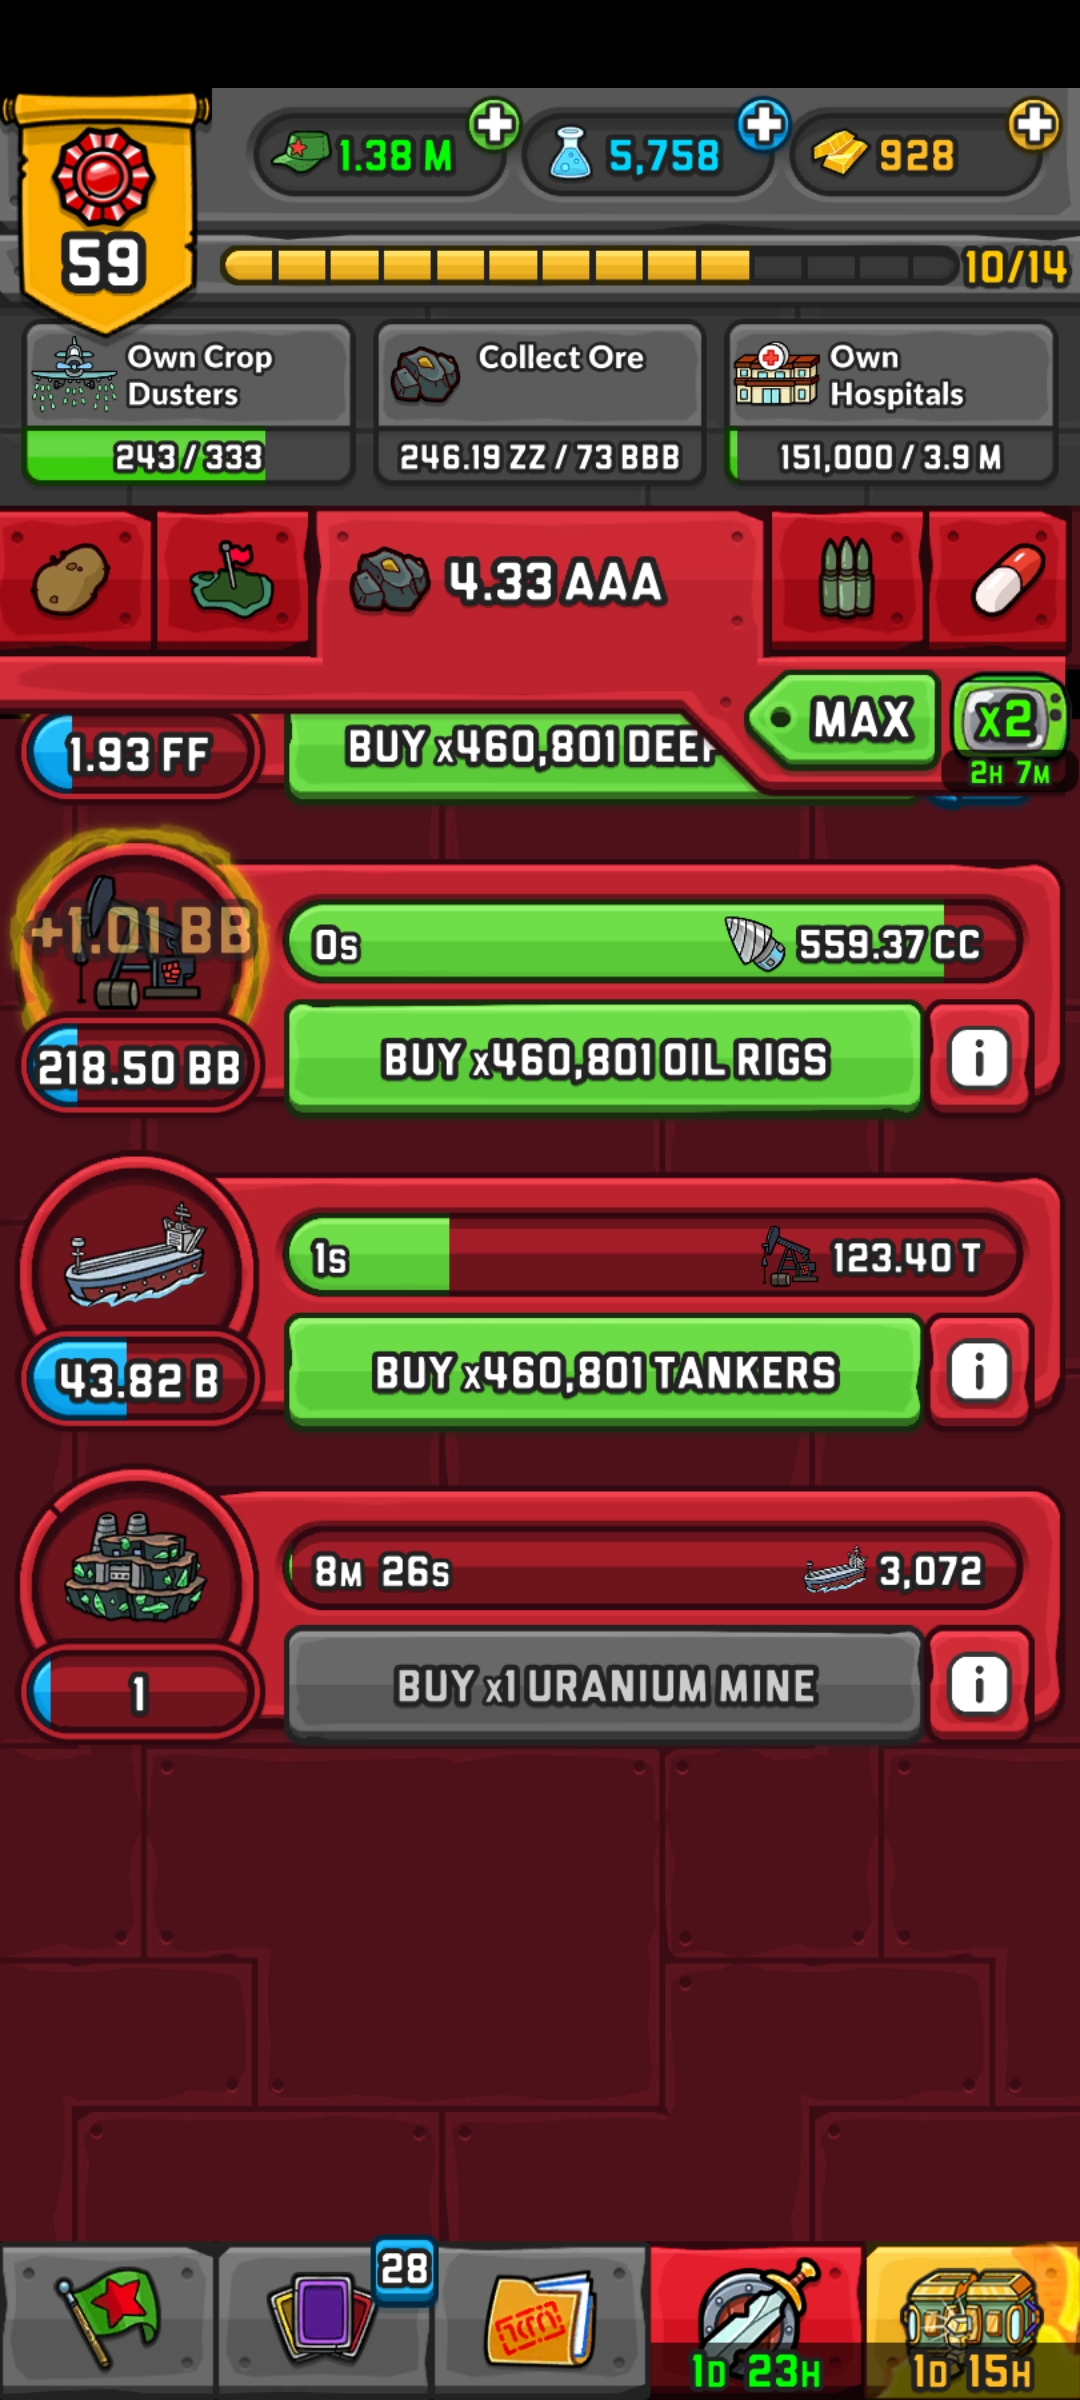 1.38 M
5,758
928
59
10/14
Own Crop
Dusters
243/333
Collect Ore
246.19 ZZ / 73 BBB
Own
Hospitals
151,000 / 3.9 M
4.33 AAA
MAX
x2
2H 7M
1.93 FF
BUY x460,801 DEEP
+1.01 BB
0s
559.37 CC
218.50 BB
BUY x460,801 OIL RIGS
i
1s
123.40 T
43.82 B
BUY x460,801 TANKERS
i
8M 26s
3,072
1
BUY x1 URANIUM MINE
i
28
1D 23H
1D 15H